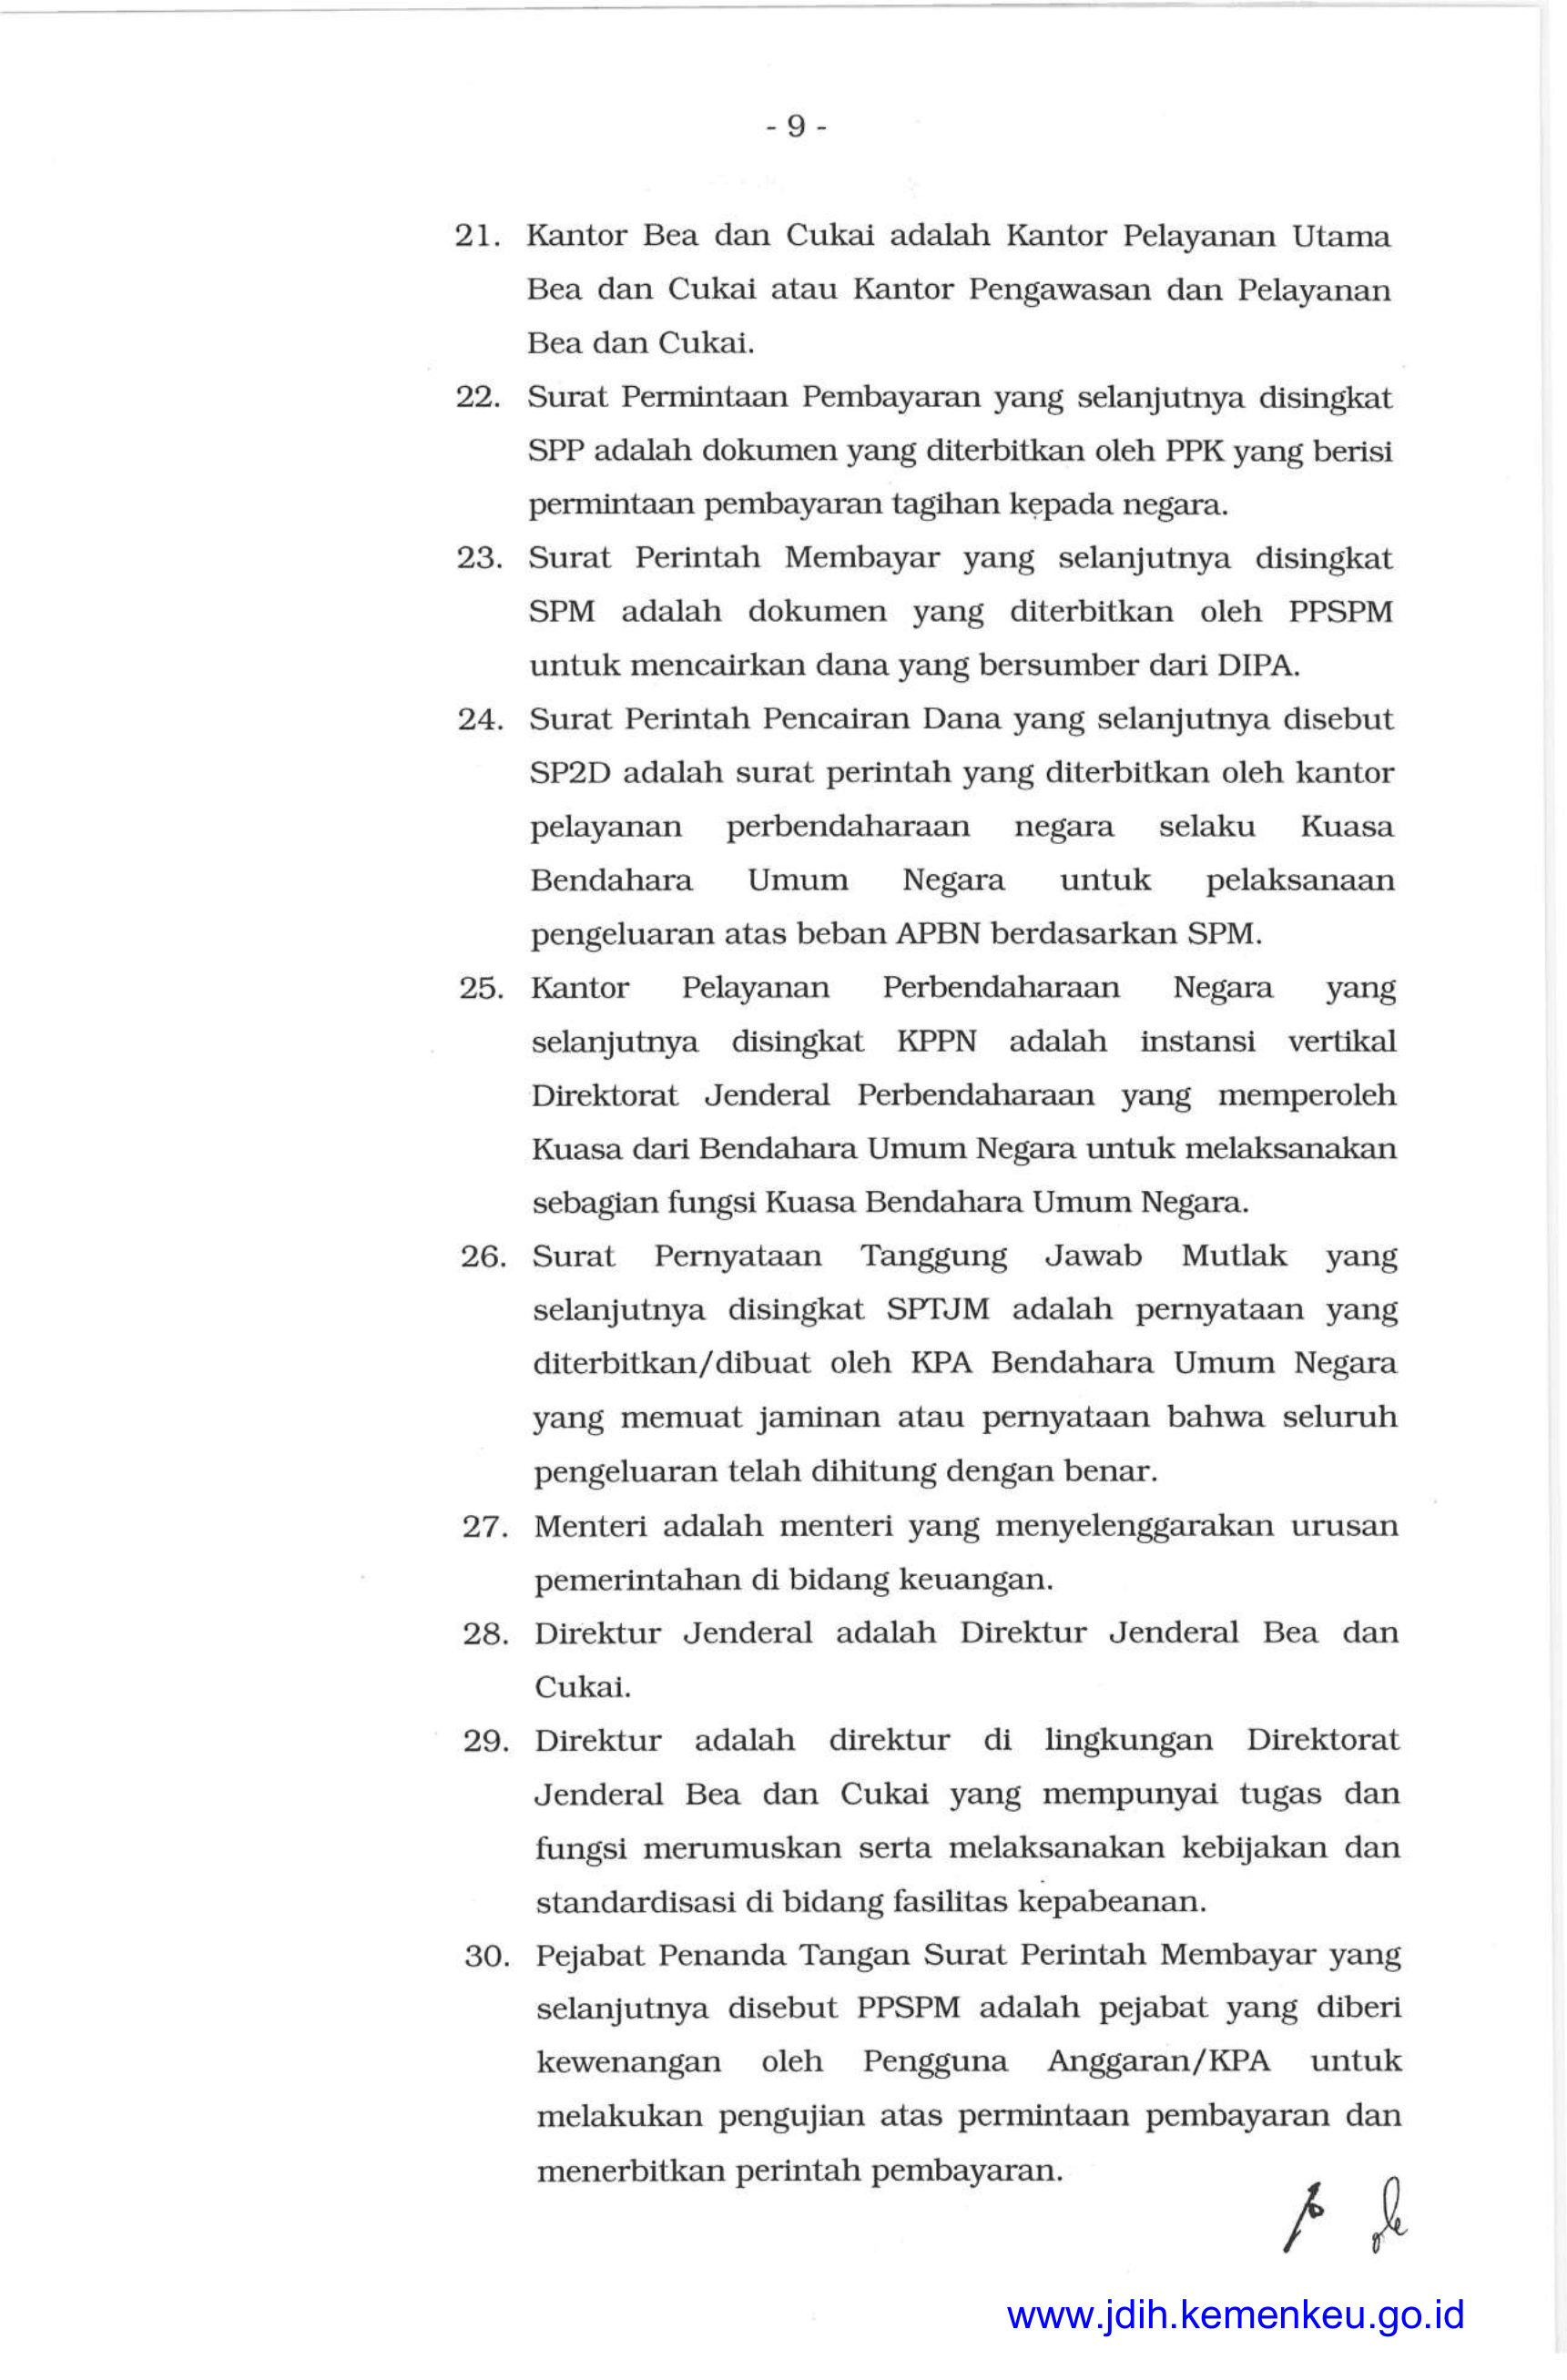 - 9 -
21. Kantor Bea dan Cukai adalah Kantor Pelayanan Utama
Bea dan Cukai atau Kantor Pengawasan dan Pelayanan
Bea dan Cukai.
22. Surat Permintaan Pembayaran yang selanjutnya disingkat
SPP adalah dokumen yang diterbitkan oleh PPK yang berisi
permintaan pembayaran tagihan kepada negara.
23. Surat Perintah Membayar yang selanjutnya disingkat
SPM adalah dokumen yang diterbitkan oleh PPSPM
untuk mencairkan dana yang bersumber dari DIPA.
24. Surat Perintah Pencairan Dana yang selanjutnya disebut
SP2D adalah surat perintah yang diterbitkan oleh kantor
pelayanan perbendaharaan negara selaku Kuasa
Bendahara Umum Negara untuk pelaksanaan
pengeluaran atas beban APBN berdasarkan SPM.
25. Kantor Pelayanan Perbendaharaan Negara yang
selanjutnya disingkat KPPN adalah instansi vertikal
Direktorat Jenderal Perbendaharaan yang memperoleh
Kuasa dari Bendahara Umum Negara untuk melaksanakan
sebagian fungsi Kuasa Bendahara Umum Negara.
26. Surat Pernyataan Tanggung Jawab Mutlak yang
selanjutnya disingkat SPTJM adalah pernyataan yang
diterbitkan/dibuat oleh KPA Bendahara Umum Negara
yang memuat jaminan atau pernyataan bahwa seluruh
pengeluaran telah dihitung dengan benar.
27. Menteri adalah menteri yang menyelenggarakan urusan
pemerintahan di bidang keuangan.
28. Direktur Jenderal adalah Direktur Jenderal Bea dan
Cukai.
29. Direktur adalah direktur di lingkungan Direktorat
Jenderal Bea dan Cukai yang mempunyai tugas dan
fungsi merumuskan serta melaksanakan kebijakan dan
standardisasi di bidang fasilitas kepabeanan.
30. Pejabat Penanda Tangan Surat Perintah Membayar yang
selanjutnya disebut PPSPM adalah pejabat yang diberi
kewenangan oleh Pengguna Anggaran/KPA untuk
melakukan pengujian atas permintaan pembayaran dan
menerbitkan perintah pembayaran.
www.jdih.kemenkeu.go.id